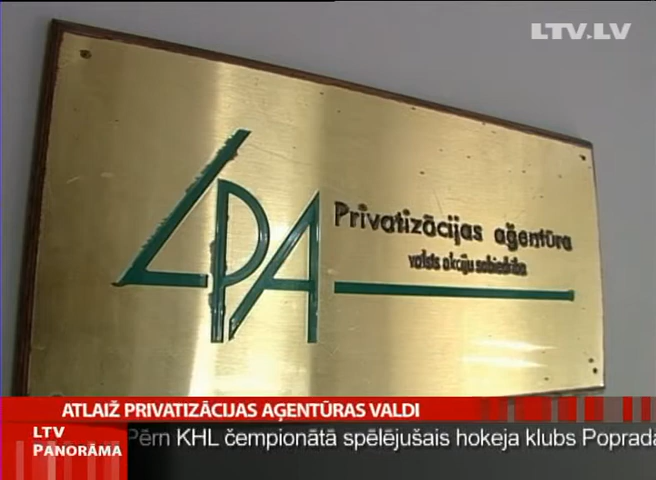 LTV.LV
LPA
Privatizācijas aģentūra
valsts akciju sabiedrība
ATLAIŽ PRIVATIZĀCIJAS AĢENTŪRAS VALDI
LTV
PANORĀMA
Pērn KHL čempionātā spēlējušais hokeja klubs Poprada